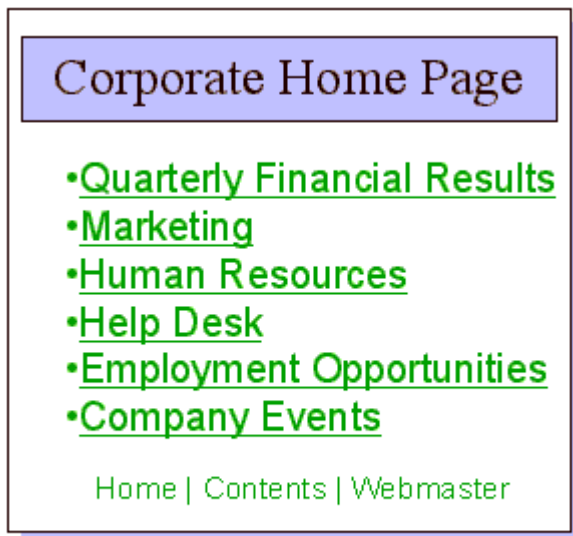 Corporate Home Page
•Quarterly Financial Results
•Marketing
•Human Resources
•Help Desk
•Employment Opportunities
•Company Events
Home | Contents | Webmaster